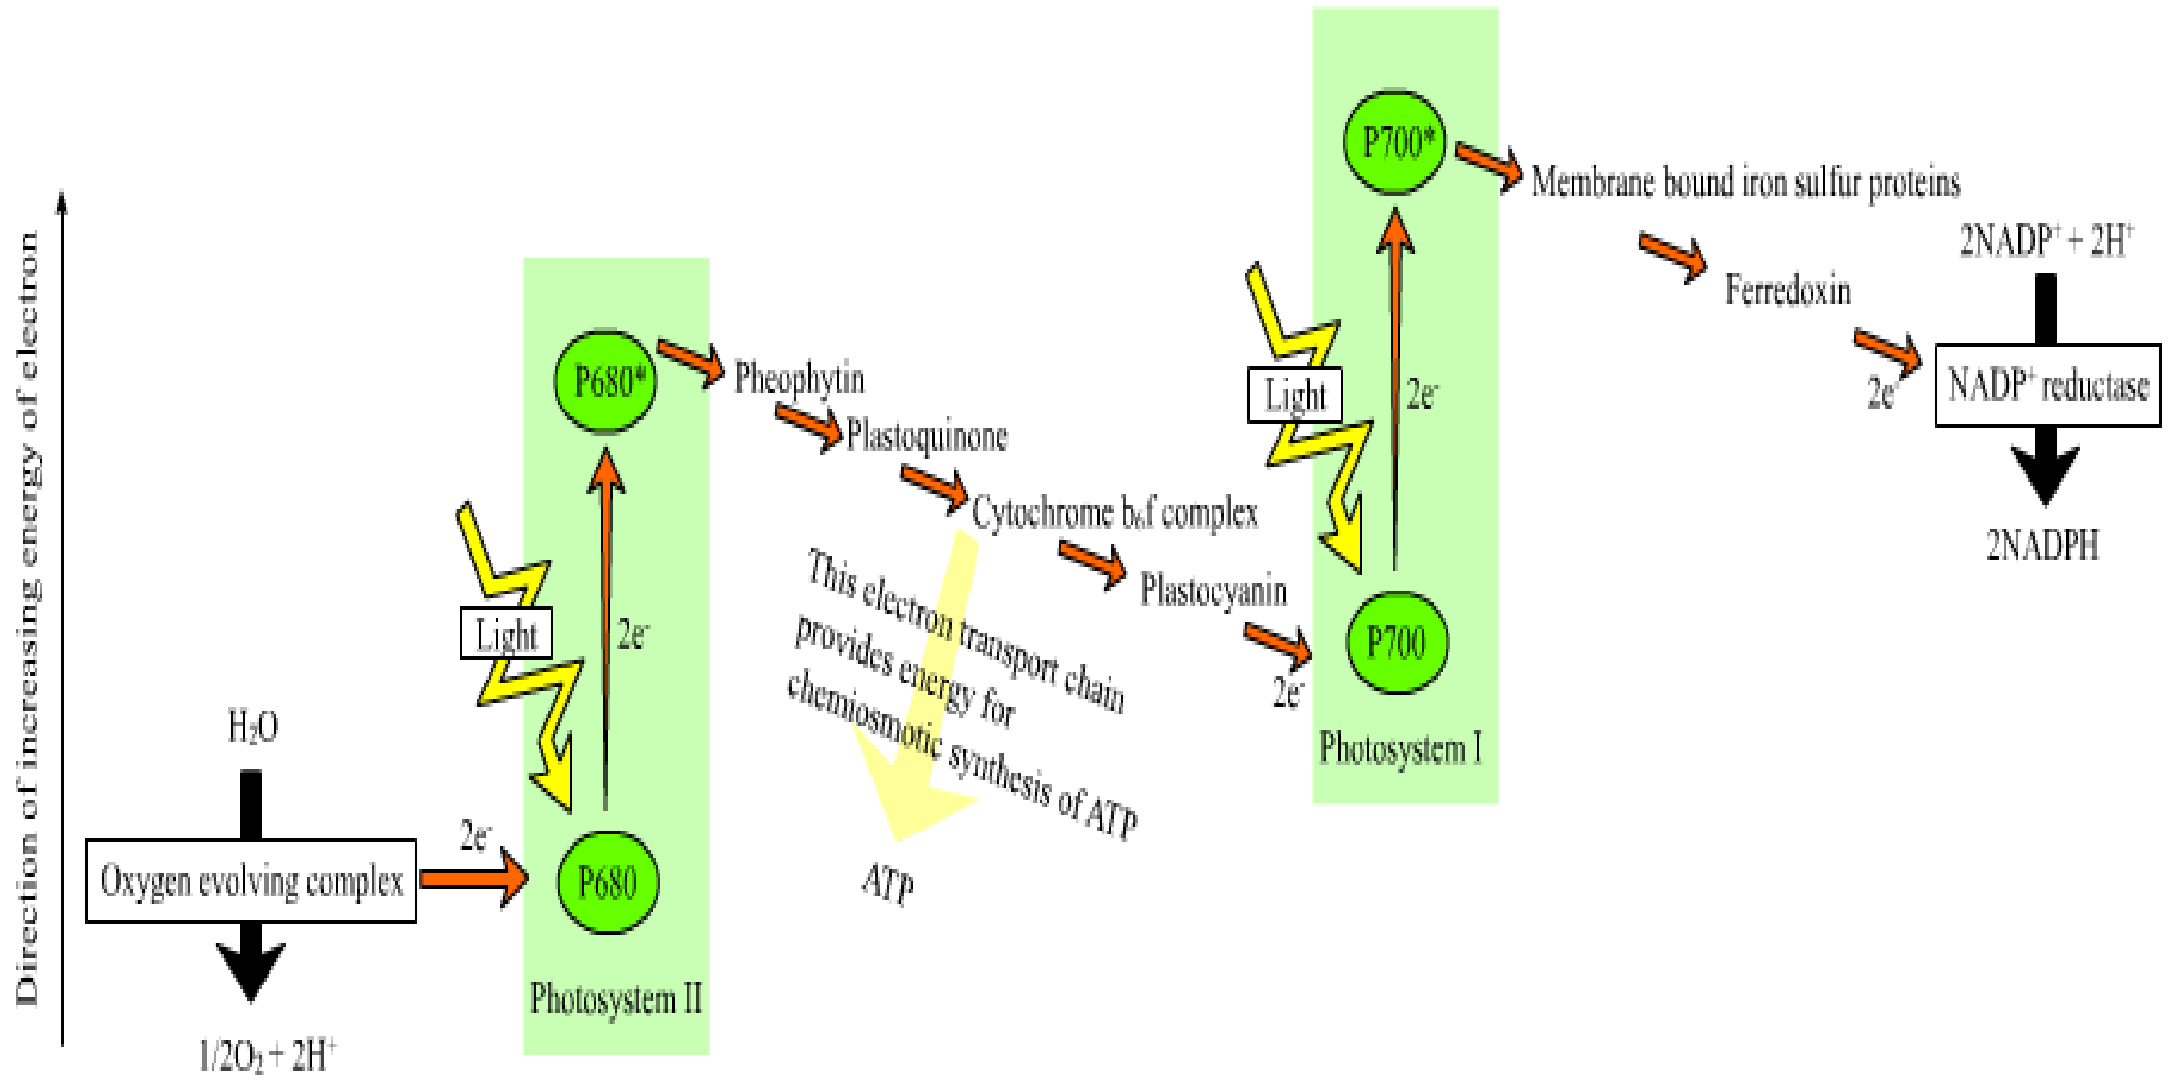 Direction of increasing energy of electron
H₂O
Oxygen evolving complex
1/2O₂ + 2H⁺
2e⁻
Light
2e⁻
P680*
P680
Photosystem II
Pheophytin
Plastoquinone
Cytochrome b₆f complex
Plastocyanin
2e⁻
This electron transport chain
provides energy for
chemiosmotic synthesis of ATP
ATP
Light
2e⁻
P700*
P700
Photosystem I
Membrane bound iron sulfur proteins
Ferredoxin
2e⁻
2NADP⁺ + 2H⁺
NADP⁺ reductase
2NADPH